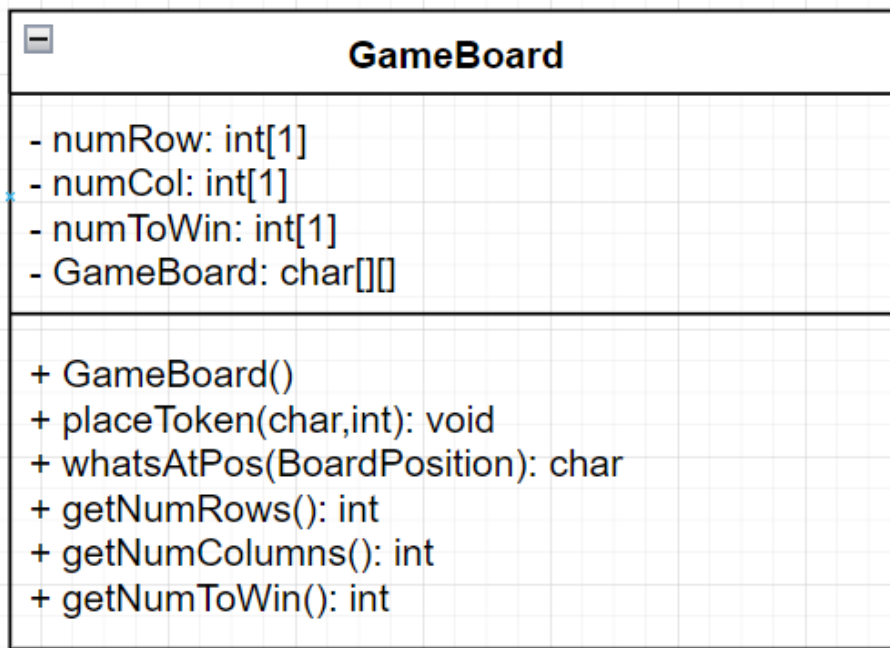 GameBoard
- numRow: int[1]
- numCol: int[1]
- numToWin: int[1]
- GameBoard: char[][]
+ GameBoard()
+ placeToken(char,int): void
+ whatsAtPos(BoardPosition): char
+ getNumRows(): int
+ getNumColumns(): int
+ getNumToWin(): int